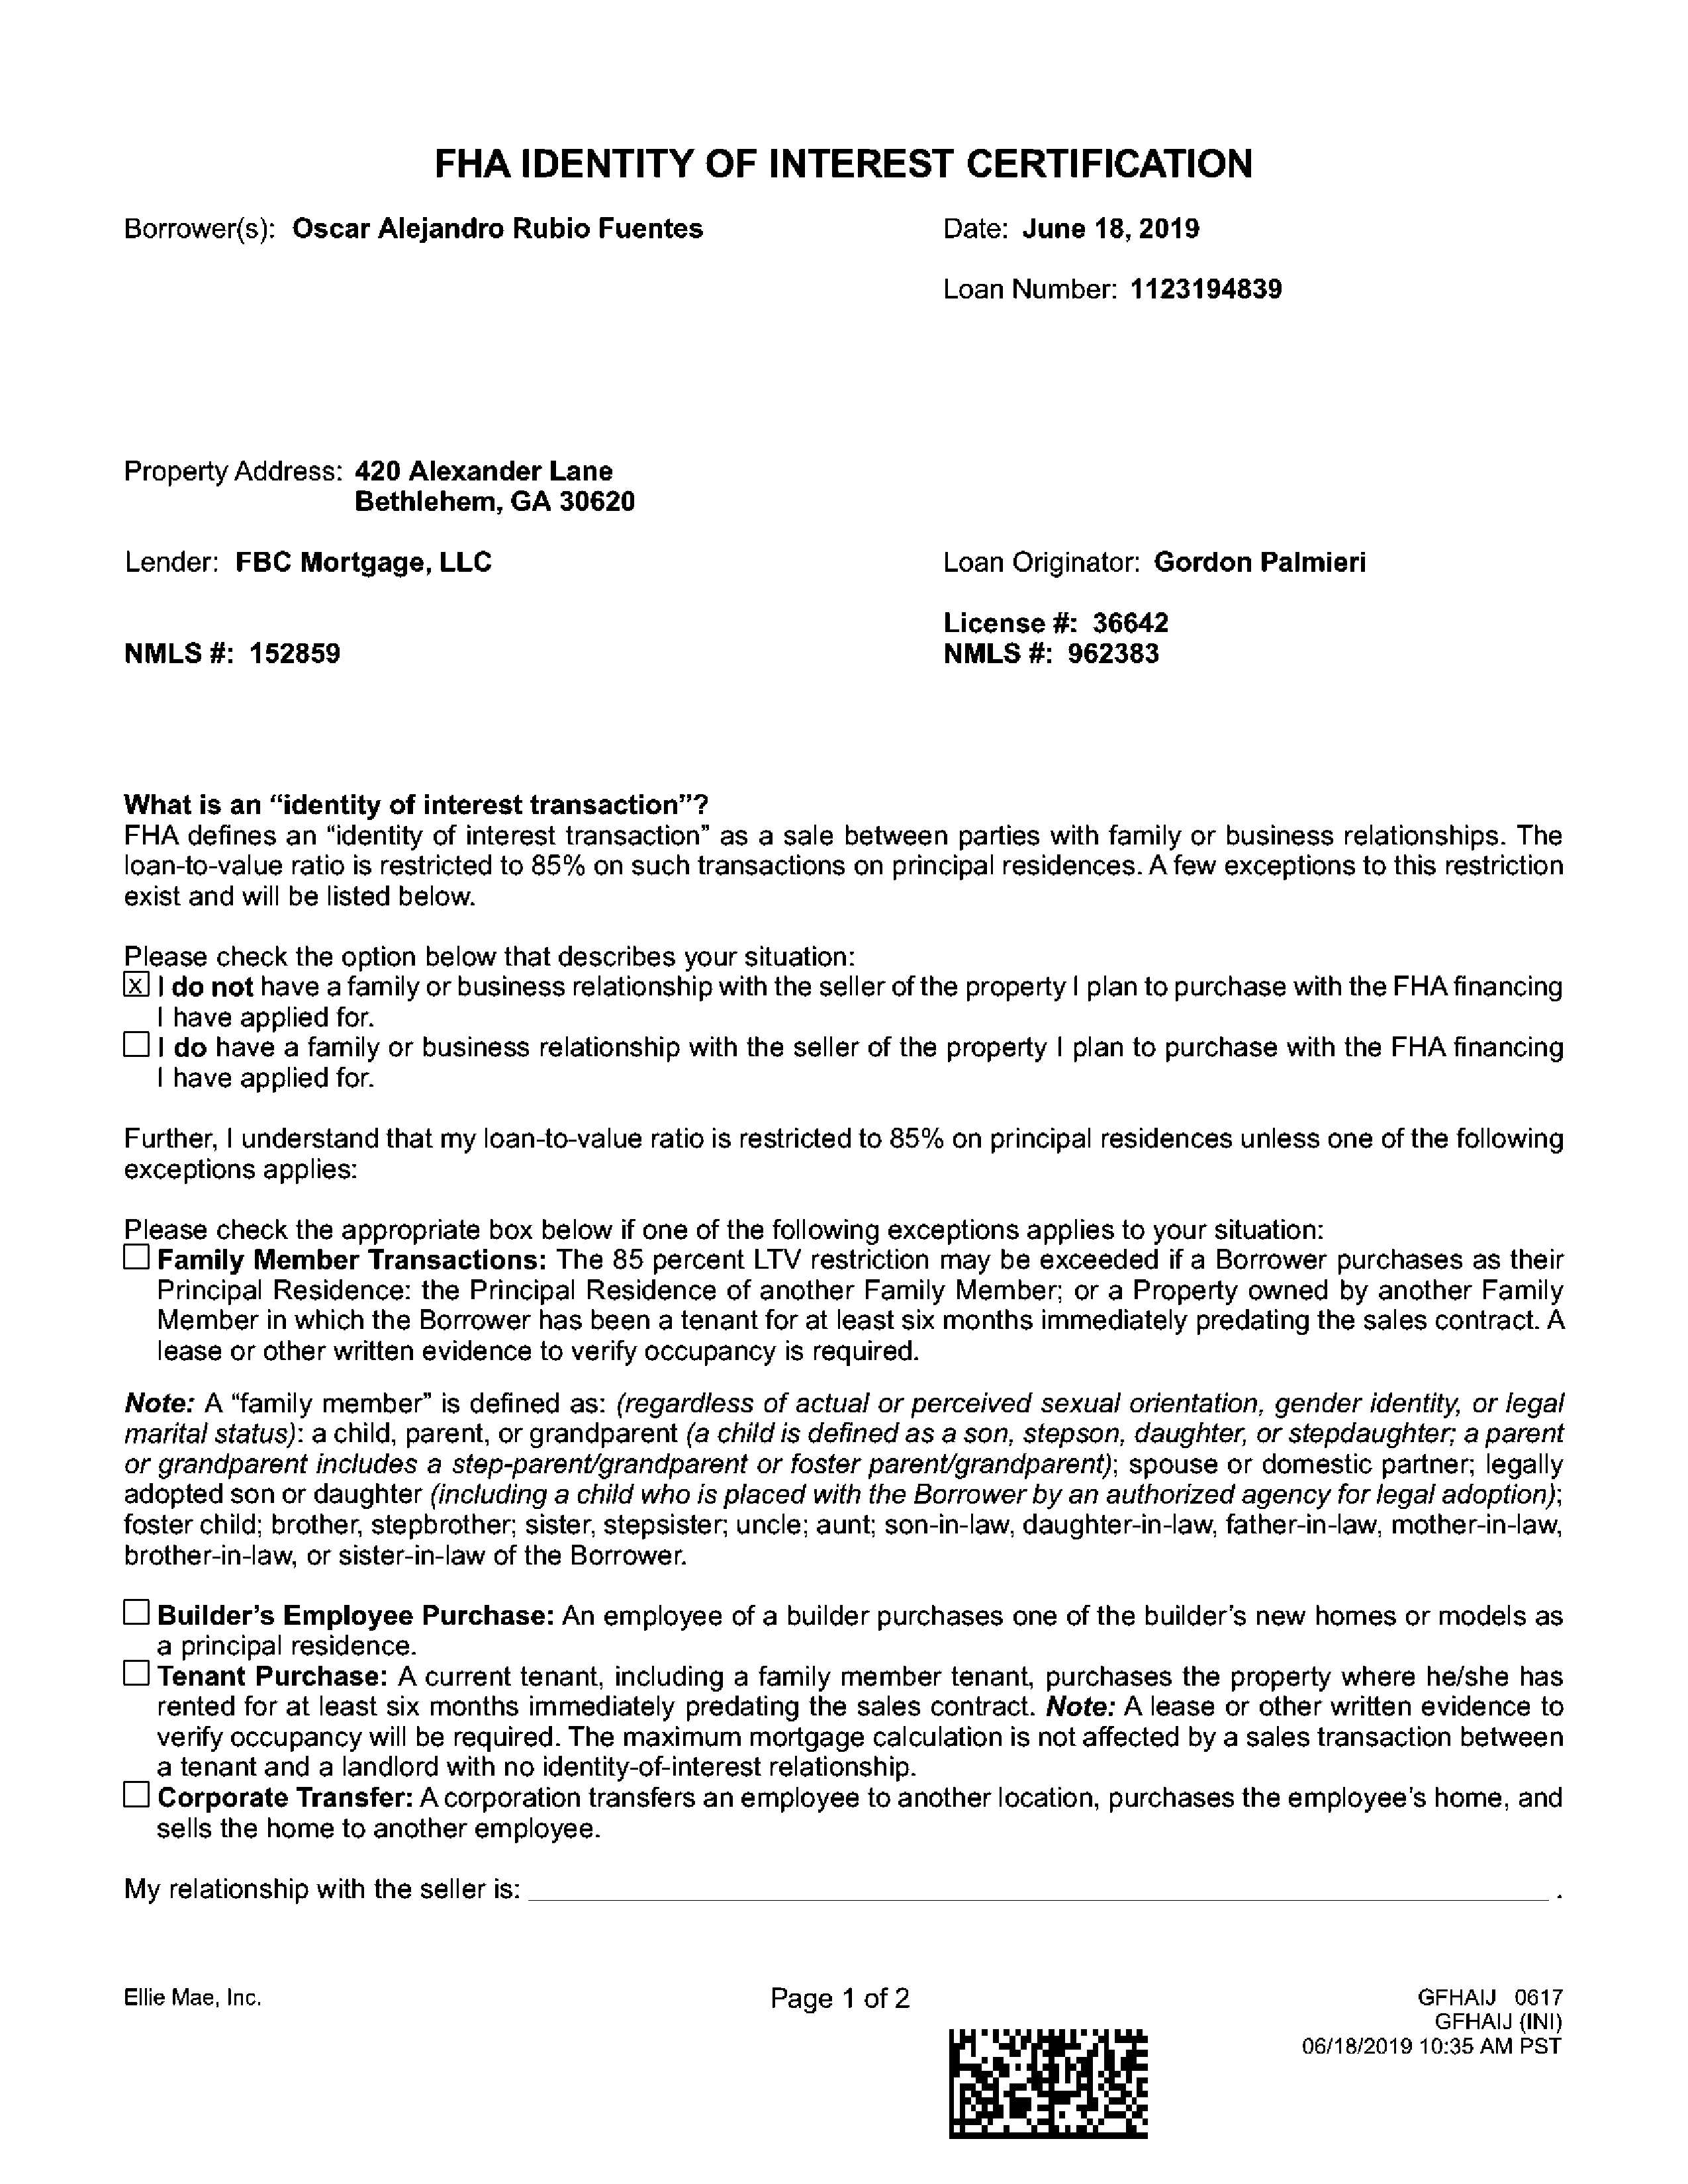 FHA IDENTITY OF INTEREST CERTIFICATION
Borrower(s): Oscar Alejandro Rubio Fuentes
Date: June 18, 2019
Loan Number: 1123194839
Property Address: 420 Alexander Lane
Bethlehem, GA 30620
Lender: FBC Mortgage, LLC
Loan Originator: Gordon Palmieri
License #: 36642
NMLS #: 152859
NMLS #: 962383
What is an “identity of interest transaction”?
FHA defines an “identity of interest transaction” as a sale between parties with family or business relationships. The
loan-to-value ratio is restricted to 85% on such transactions on principal residences. A few exceptions to this restriction
exist and will be listed below.
Please check the option below that describes your situation:
X I do not have a family or business relationship with the seller of the property I plan to purchase with the FHA financing
I have applied for.
I do have a family or business relationship with the seller of the property I plan to purchase with the FHA financing
I have applied for.
Further, I understand that my loan-to-value ratio is restricted to 85% on principal residences unless one of the following
exceptions applies:
Please check the appropriate box below if one of the following exceptions applies to your situation:
Family Member Transactions: The 85 percent LTV restriction may be exceeded if a Borrower purchases as their
Principal Residence: the Principal Residence of another Family Member; or a Property owned by another Family
Member in which the Borrower has been a tenant for at least six months immediately predating the sales contract. A
lease or other written evidence to verify occupancy is required.
Note: A “family member” is defined as: (regardless of actual or perceived sexual orientation, gender identity, or legal
marital status): a child, parent, or grandparent (a child is defined as a son, stepson, daughter, or stepdaughter; a parent
or grandparent includes a step-parent/grandparent or foster parent/grandparent); spouse or domestic partner; legally
adopted son or daughter (including a child who is placed with the Borrower by an authorized agency for legal adoption);
foster child; brother, stepbrother; sister, stepsister; uncle; aunt; son-in-law, daughter-in-law, father-in-law, mother-in-law,
brother-in-law, or sister-in-law of the Borrower.
Builder’s Employee Purchase: An employee of a builder purchases one of the builder’s new homes or models as
a principal residence.
Tenant Purchase: A current tenant, including a family member tenant, purchases the property where he/she has
rented for at least six months immediately predating the sales contract. Note: A lease or other written evidence to
verify occupancy will be required. The maximum mortgage calculation is not affected by a sales transaction between
a tenant and a landlord with no identity-of-interest relationship.
Corporate Transfer: A corporation transfers an employee to another location, purchases the employee’s home, and
sells the home to another employee.
My relationship with the seller is: .
Ellie Mae, Inc.
Page 1 of 2
GFHAIJ 0617
GFHAIJ (INI)
06/18/2019 10:35 AM PST